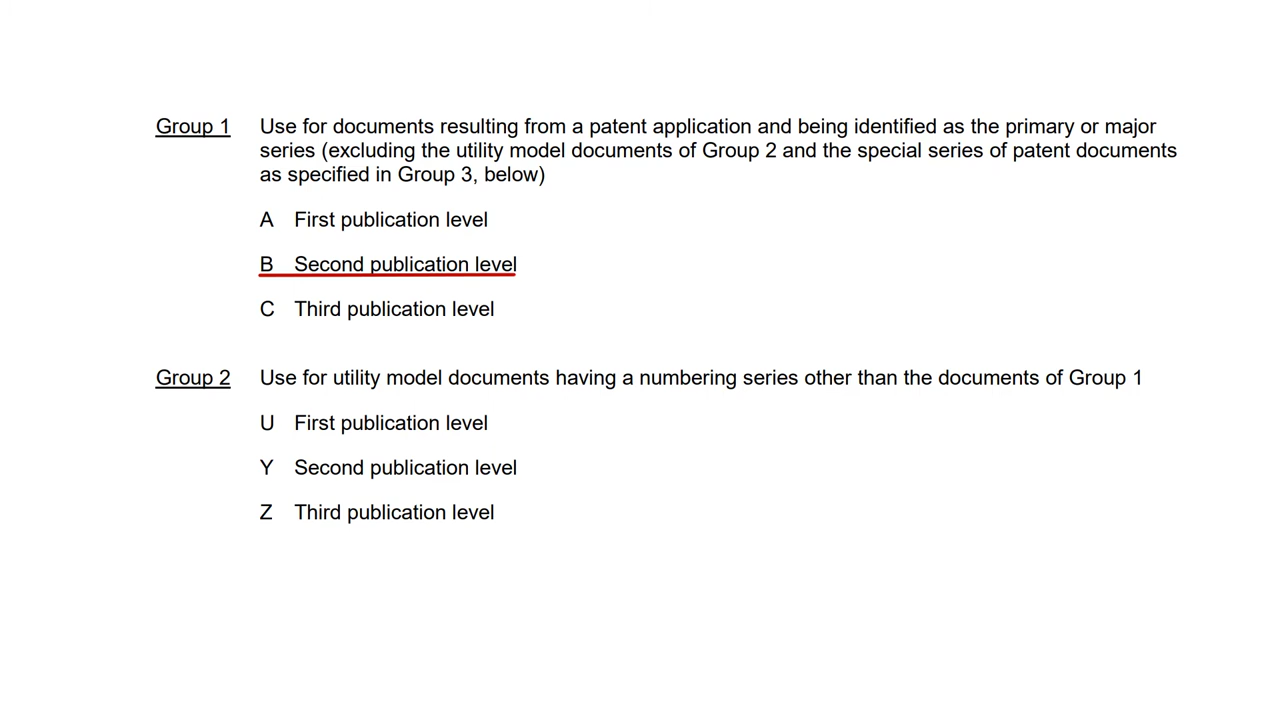 Group 1 Use for documents resulting from a patent application and being identified as the primary or major
series (excluding the utility model documents of Group 2 and the special series of patent documents
as specified in Group 3, below)
A First publication level
B Second publication level
C Third publication level
Group 2 Use for utility model documents having a numbering series other than the documents of Group 1
U First publication level
Y Second publication level
Z Third publication level